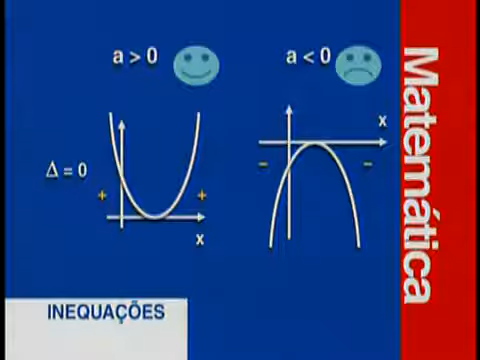 a > 0
a < 0
Δ = 0
+
+
x
x
–
–
Matemática
INEQUAÇÕES